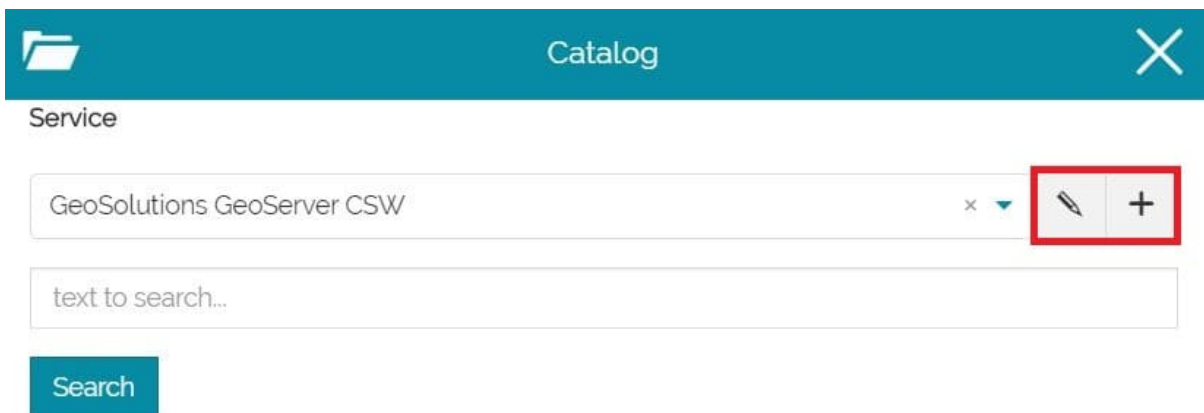 Catalog
Service
GeoSolutions GeoServer CSW
text to search...
Search